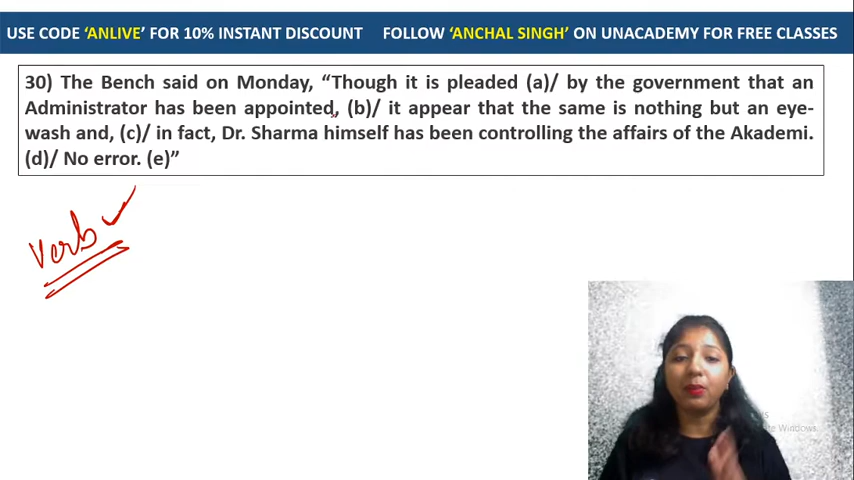 USE CODE ‘ANLIVE’ FOR 10% INSTANT DISCOUNT FOLLOW ‘ANCHAL SINGH’ ON UNACADEMY FOR FREE CLASSES
30) The Bench said on Monday, “Though it is pleaded (a)/ by the government that an
Administrator has been appointed, (b)/ it appear that the same is nothing but an eye-
wash and, (c)/ in fact, Dr. Sharma himself has been controlling the affairs of the Akademi.
(d)/ No error. (e)”
Verb